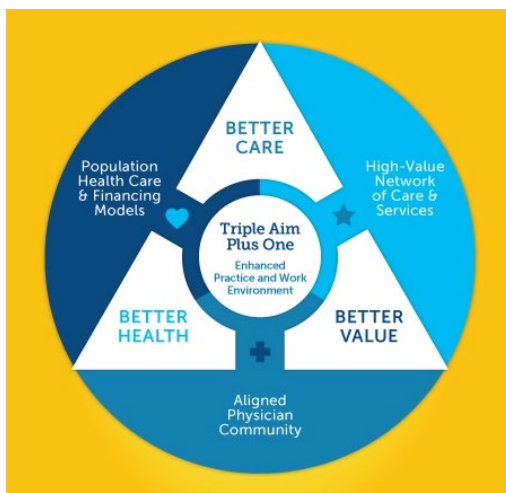 BETTER
CARE
Population
Health Care
& Financing
Models
High-Value
Network
of Care &
Services
Triple Aim
Plus One
Enhanced
Practice and Work
Environment
BETTER
HEALTH
BETTER
VALUE
Aligned
Physician
Community